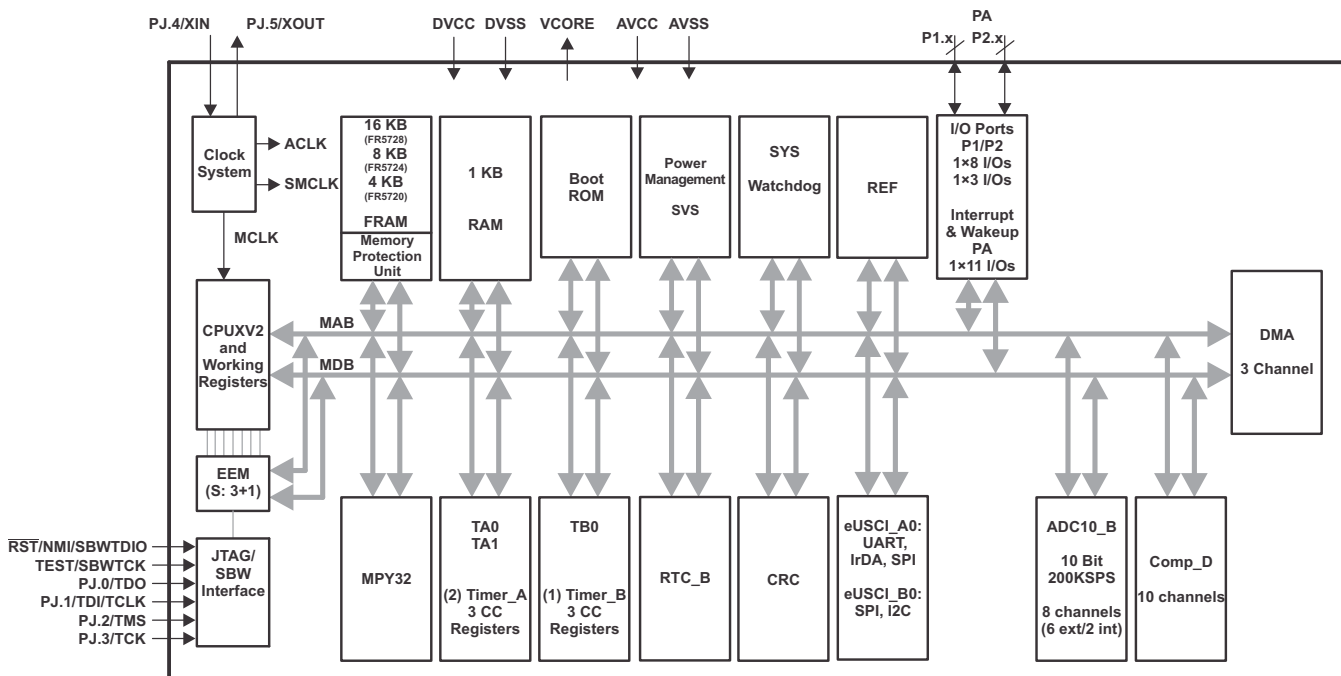 PJ.4/XIN
PJ.5/XOUT
DVCC
DVSS
VCORE
AVCC
AVSS
PA
P1.x
P2.x
Clock
System
ACLK
SMCLK
MCLK
16 KB
(FR5728)
8 KB
(FR5724)
4 KB
(FR5720)
FRAM
Memory
Protection
Unit
1 KB
RAM
Boot
ROM
Power
Management
SVS
SYS
Watchdog
REF
I/O Ports
P1/P2
1×8 I/Os
1×3 I/Os
Interrupt
& Wakeup
PA
1×11 I/Os
CPUXV2
and
Working
Registers
MAB
MDB
DMA
3 Channel
EEM
(S: 3+1)
RST/NMI/SBWTDIO
TEST/SBWTCK
PJ.0/TDO
PJ.1/TDI/TCLK
PJ.2/TMS
PJ.3/TCK
JTAG/
SBW
Interface
MPY32
TA0
TA1
(2) Timer_A
3 CC
Registers
TB0
(1) Timer_B
3 CC
Registers
RTC_B
CRC
eUSCI_A0:
UART,
IrDA, SPI
eUSCI_B0:
SPI, I2C
ADC10_B
10 Bit
200KSPS
8 channels
(6 ext/2 int)
Comp_D
10 channels